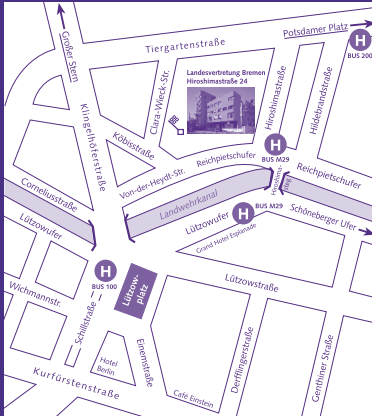 Potsdamer Platz
H
BUS 200
Großer Stern
Tiergartenstraße
Landesvertretung Bremen
Hiroshimastraße 24
Clara-Wieck-Str.
Hiroshimastraße
Hildebrandstraße
Klingelhöferstraße
Köbisstraße
H
BUS M29
Reichpietschufer
Reichpietschufer
Von-der-Heydt-Str.
Hiroshima-
steg
Corneliusstraße
Landwehrkanal
H
BUS M29
Schöneberger Ufer
Lützowufer
Lützowufer
Grand Hotel Esplanade
H
BUS 100
Lützow-
platz
Lützowstraße
Wichmannstr.
Schillstraße
Einemstraße
Derfflingerstraße
Genthiner Straße
Hotel
Berlin
Kurfürstenstraße
Café Einstein